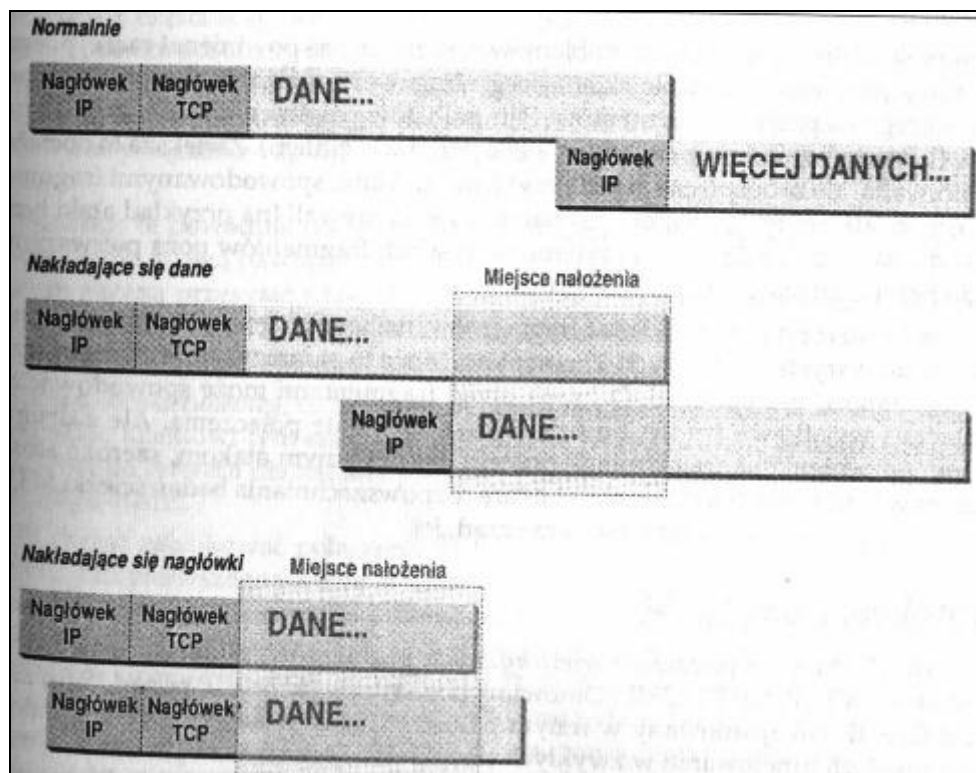 Normalnie
Nagłówek IP
Nagłówek TCP
DANE...
Nagłówek IP
WIĘCEJ DANYCH...
Nakładające się dane
Miejsce nałożenia
Nagłówek IP
Nagłówek TCP
DANE...
Nagłówek IP
DANE...
Nakładające się nagłówki
Miejsce nałożenia
Nagłówek IP
Nagłówek TCP
DANE...
Nagłówek IP
Nagłówek TCP
DANE...